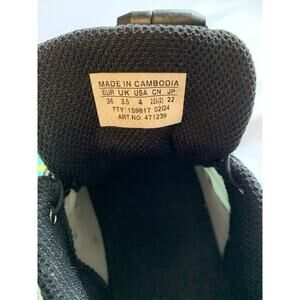 MADE IN CAMBODIA
EUR UK USA CN JP
36 3.5 4 225(2) 22
FTY: 159817 02/24
ART NO. 471239